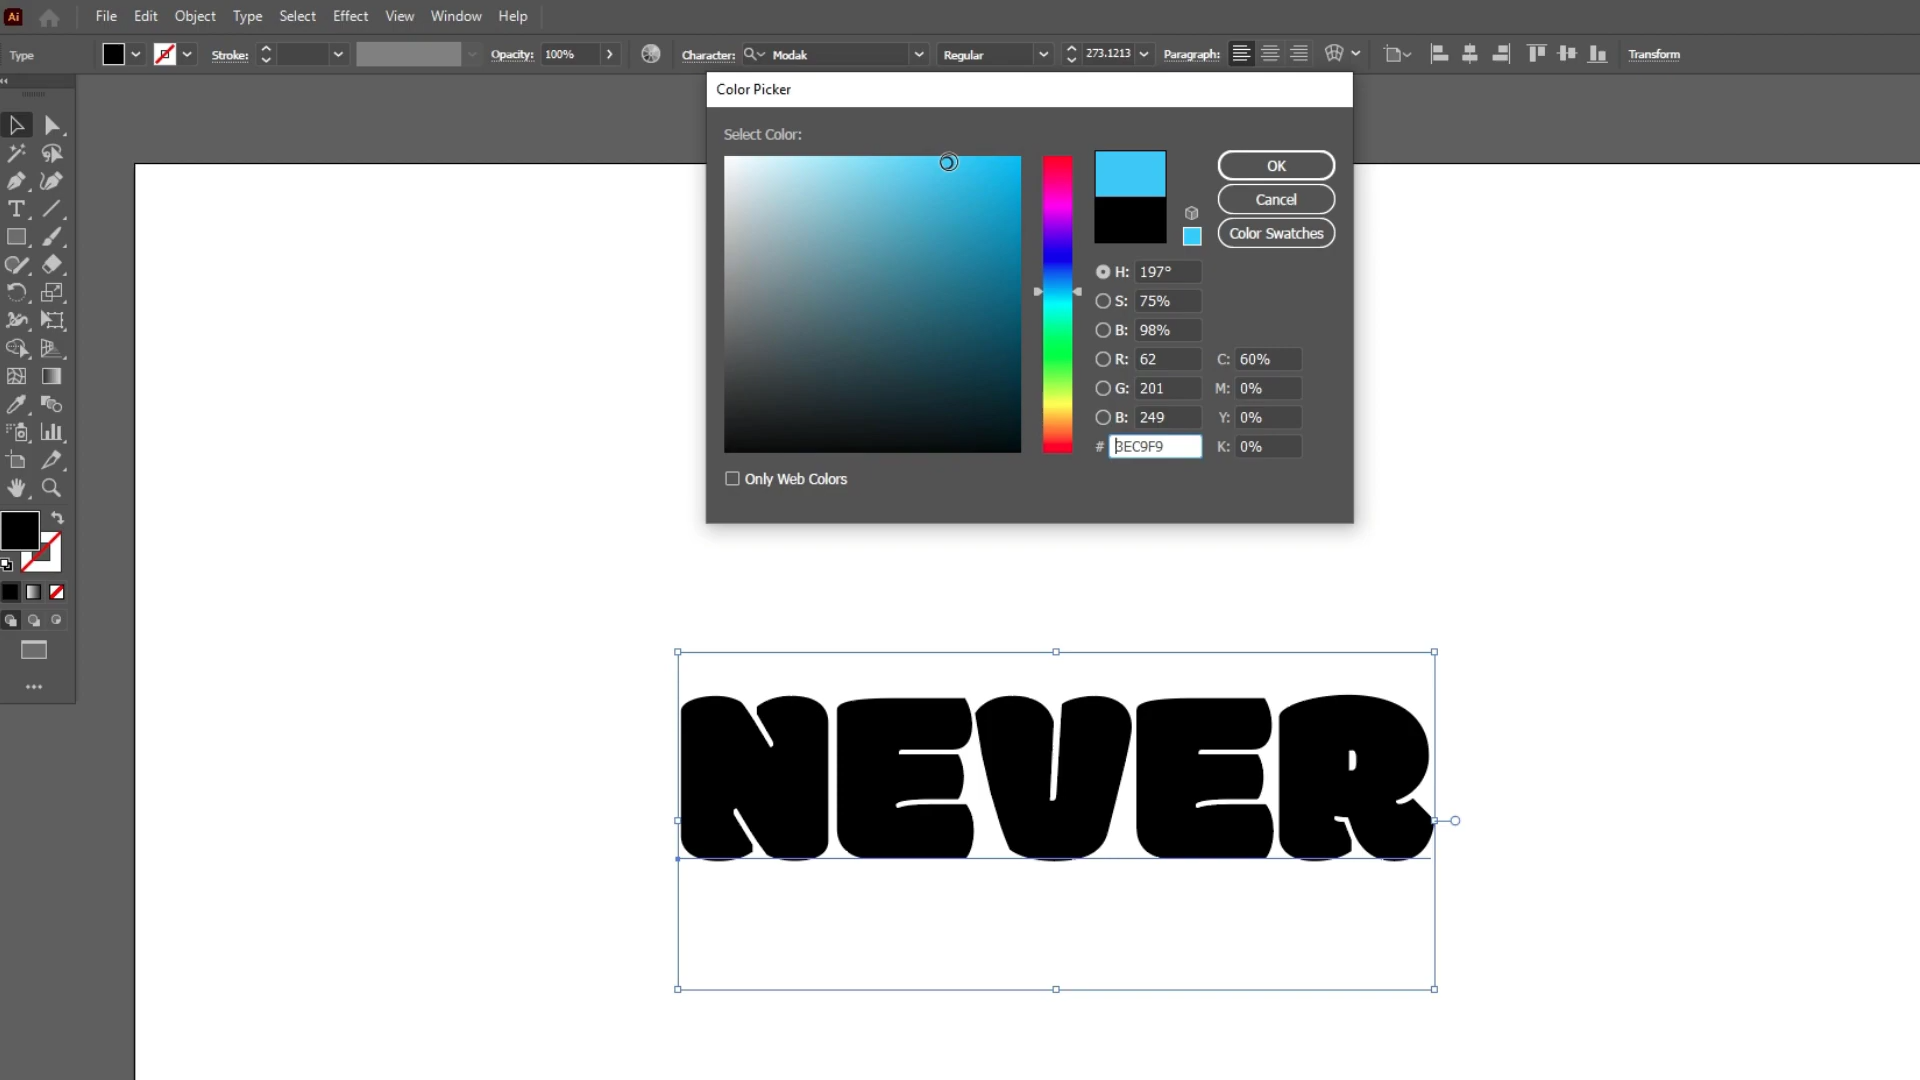 Ai File Edit Object Type Select Effect View Window Help
Type Stroke: Opacity: 100% Character: Modak Regular 273.1213 Paragraph: Transform
Color Picker
Select Color:
OK
Cancel
Color Swatches
H: 197°
S: 75%
B: 98%
R: 62 C: 60%
G: 201 M: 0%
B: 249 Y: 0%
# 3EC9F9 K: 0%
Only Web Colors
NEVER